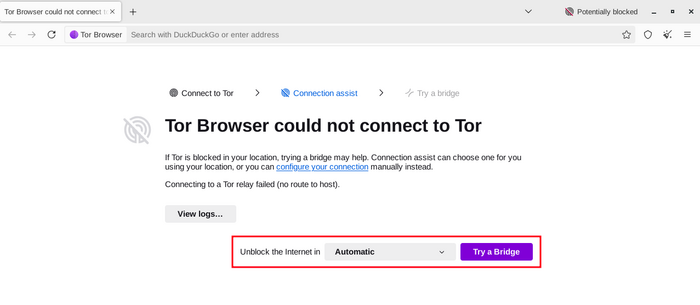 Tor Browser could not connect t
Potentially blocked
Tor Browser
Search with DuckDuckGo or enter address
Connect to Tor
Connection assist
Try a bridge
Tor Browser could not connect to Tor
If Tor is blocked in your location, trying a bridge may help. Connection assist can choose one for you
using your location, or you can configure your connection manually instead.
Connecting to a Tor relay failed (no route to host).
View logs…
Unblock the Internet in Automatic Try a Bridge